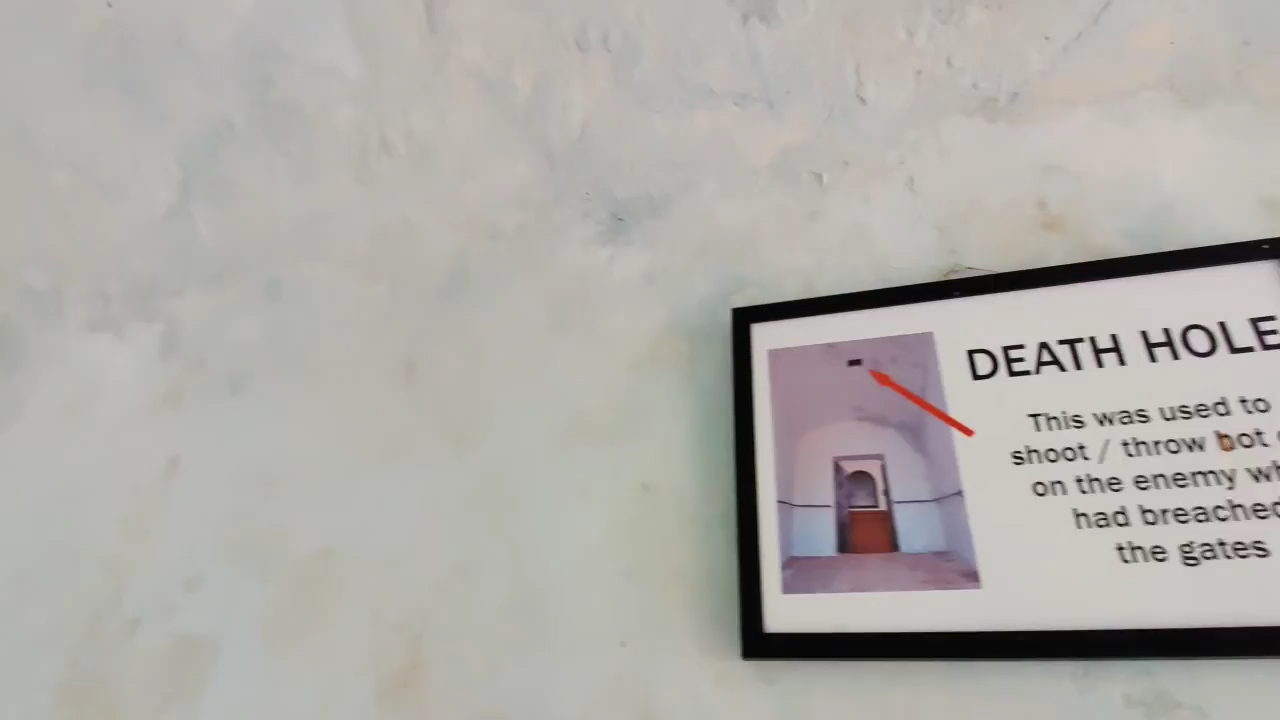 DEATH HOLE
This was used to
shoot / throw hot
on the enemy
had breached
the gates